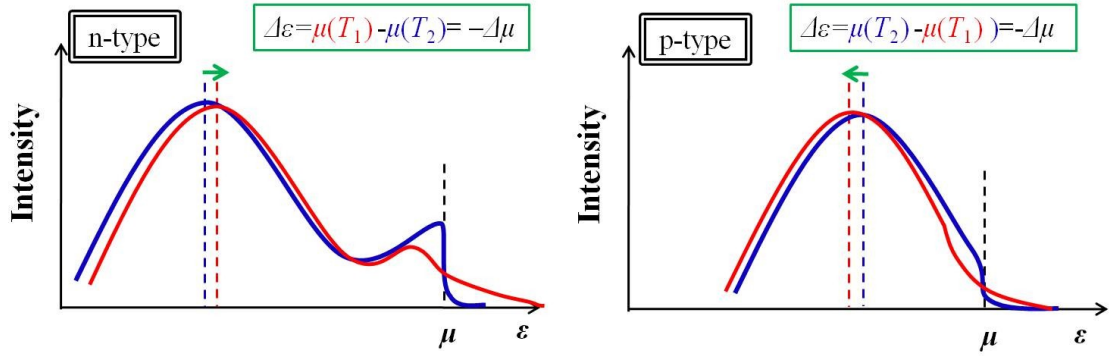 n-type
Δε=μ(T₁)-μ(T₂)= −Δμ
Intensity
μ
ε
p-type
Δε=μ(T₂)-μ(T₁) )=-Δμ
Intensity
μ
ε